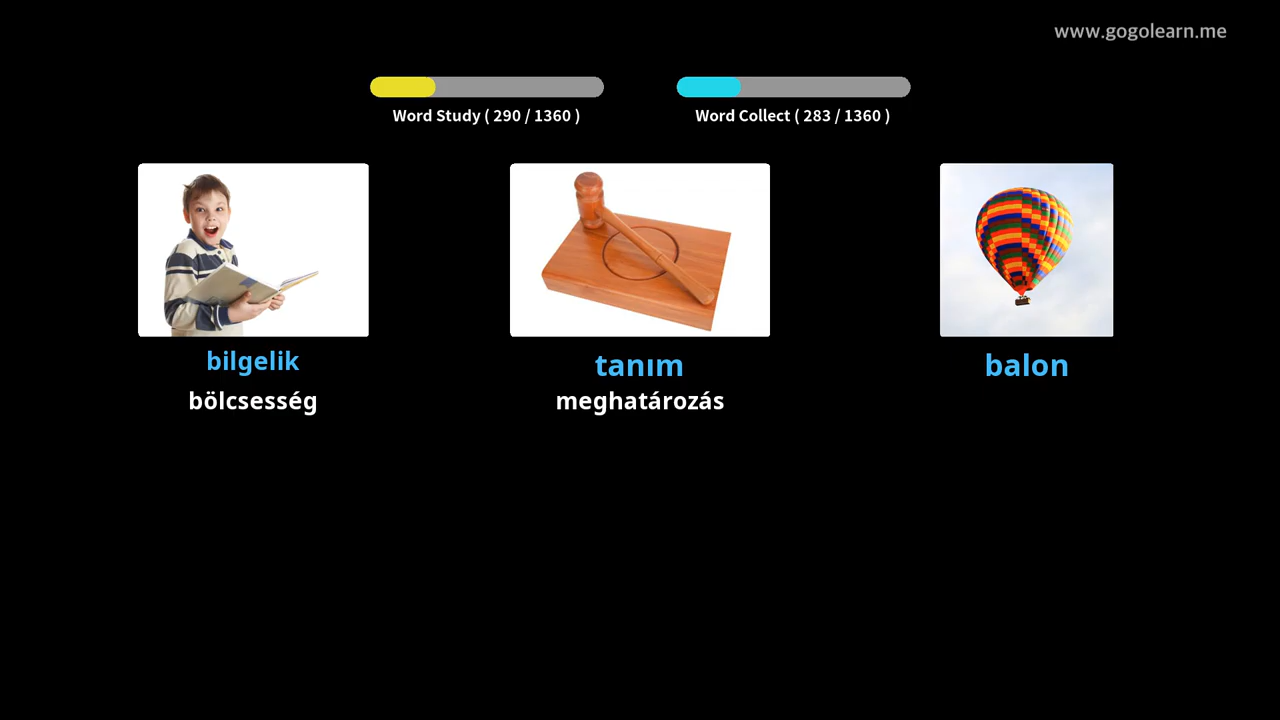 www.gogolearn.me
Word Study ( 290 / 1360 )
Word Collect ( 283 / 1360 )
bilgelik
bölcsesség
tanım
meghatározás
balon